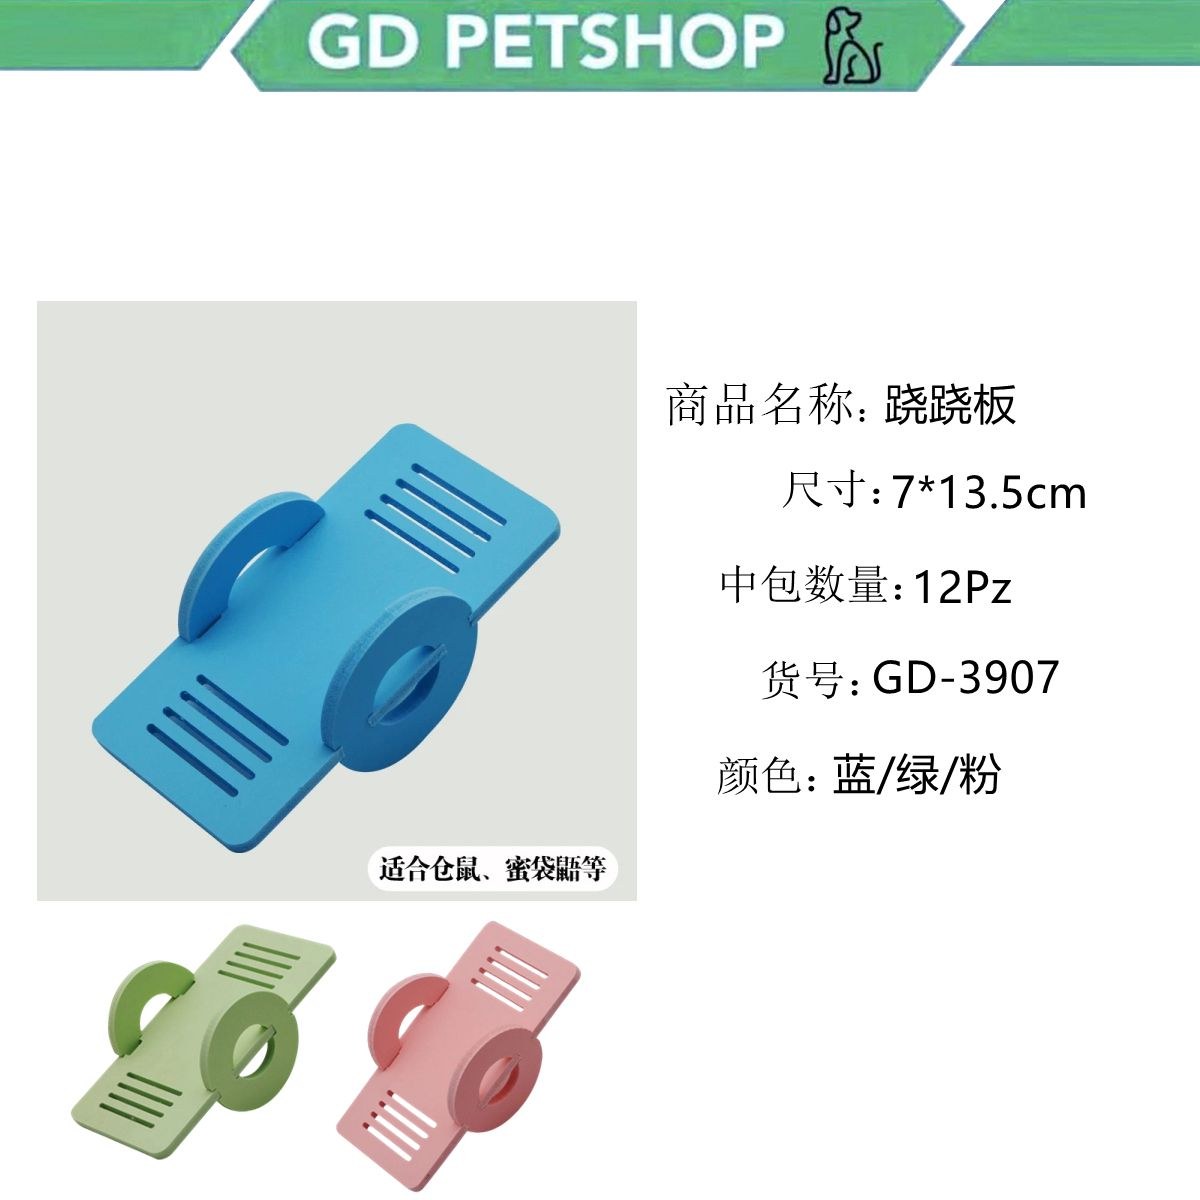 GD PETSHOP
商品名称: 跷跷板
尺寸: 7*13.5cm
中包数量: 12Pz
货号: GD-3907
颜色: 蓝/绿/粉
适合仓鼠、蜜袋鼯等